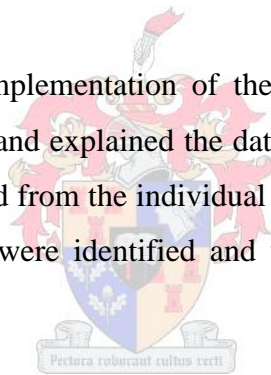 nplementation of the
and explained the dat
d from the individual
were identified and
Pectora roborant cultus recti